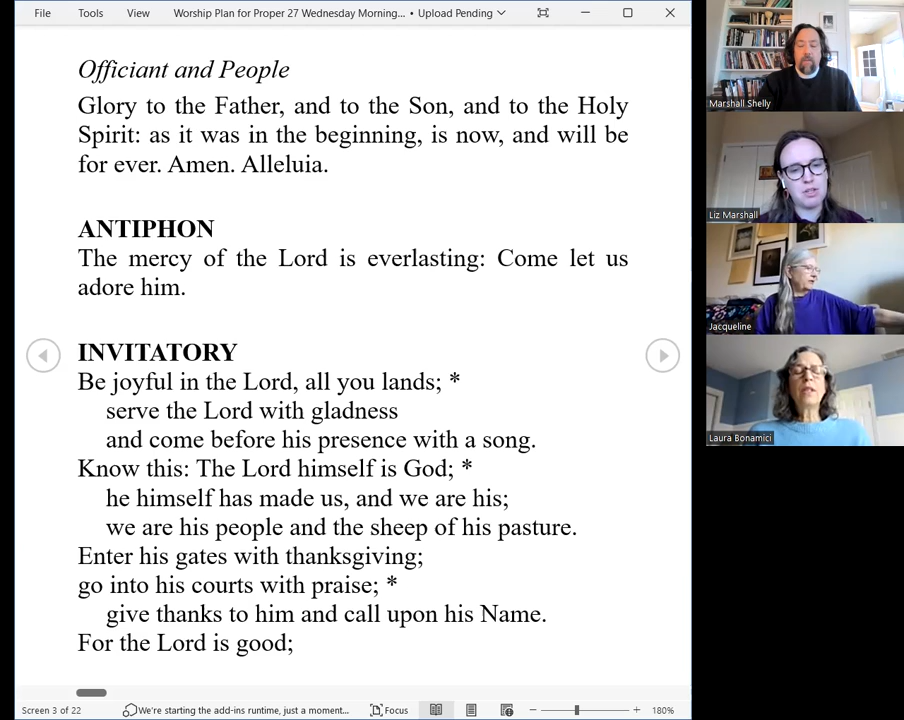 File Tools Worship Plan for Proper 27 Wednesday Morning... • Upload Pending
Officiant and People
Glory to the Father, and to the Son, and to the Holy
Spirit: as it was in the beginning, is now, and will be
for ever. Amen. Alleluia.
ANTIPHON
The mercy of the Lord is everlasting: Come let us
adore him.
INVITATORY
Be joyful in the Lord, all you lands; *
serve the Lord with gladness
and come before his presence with a song.
Know this: The Lord himself is God; *
he himself has made us, and we are his;
we are his people and the sheep of his pasture.
Enter his gates with thanksgiving;
go into his courts with praise; *
give thanks to him and call upon his Name.
For the Lord is good;
Screen 3 of 22 We're starting the add-ins runtime, just a moment... Focus 180%
Marshall Shelly
Liz Marshall
Jacqueline
Laura Bonamici